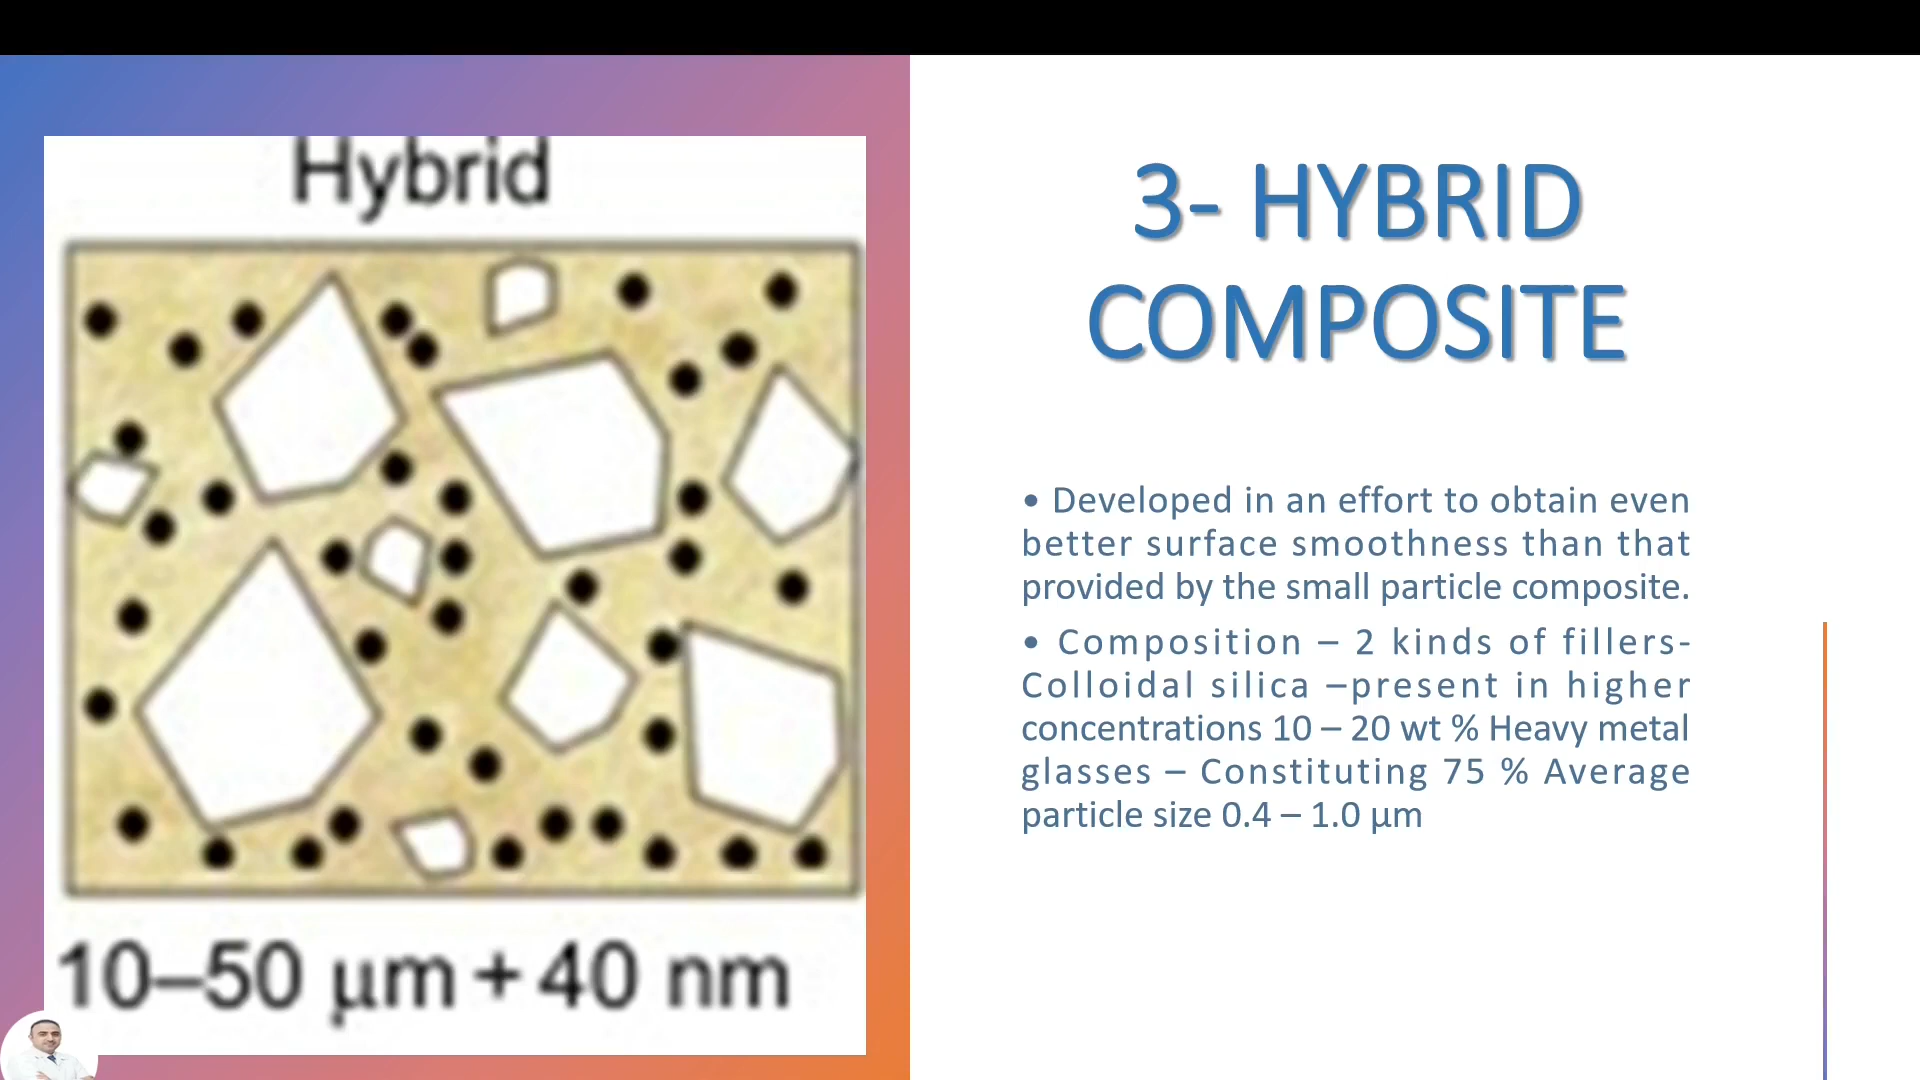 Hybrid
10–50 µm + 40 nm
3- HYBRID
COMPOSITE
• Developed in an effort to obtain even
better surface smoothness than that
provided by the small particle composite.
• Composition – 2 kinds of fillers-
Colloidal silica –present in higher
concentrations 10 – 20 wt % Heavy metal
glasses – Constituting 75 % Average
particle size 0.4 – 1.0 µm